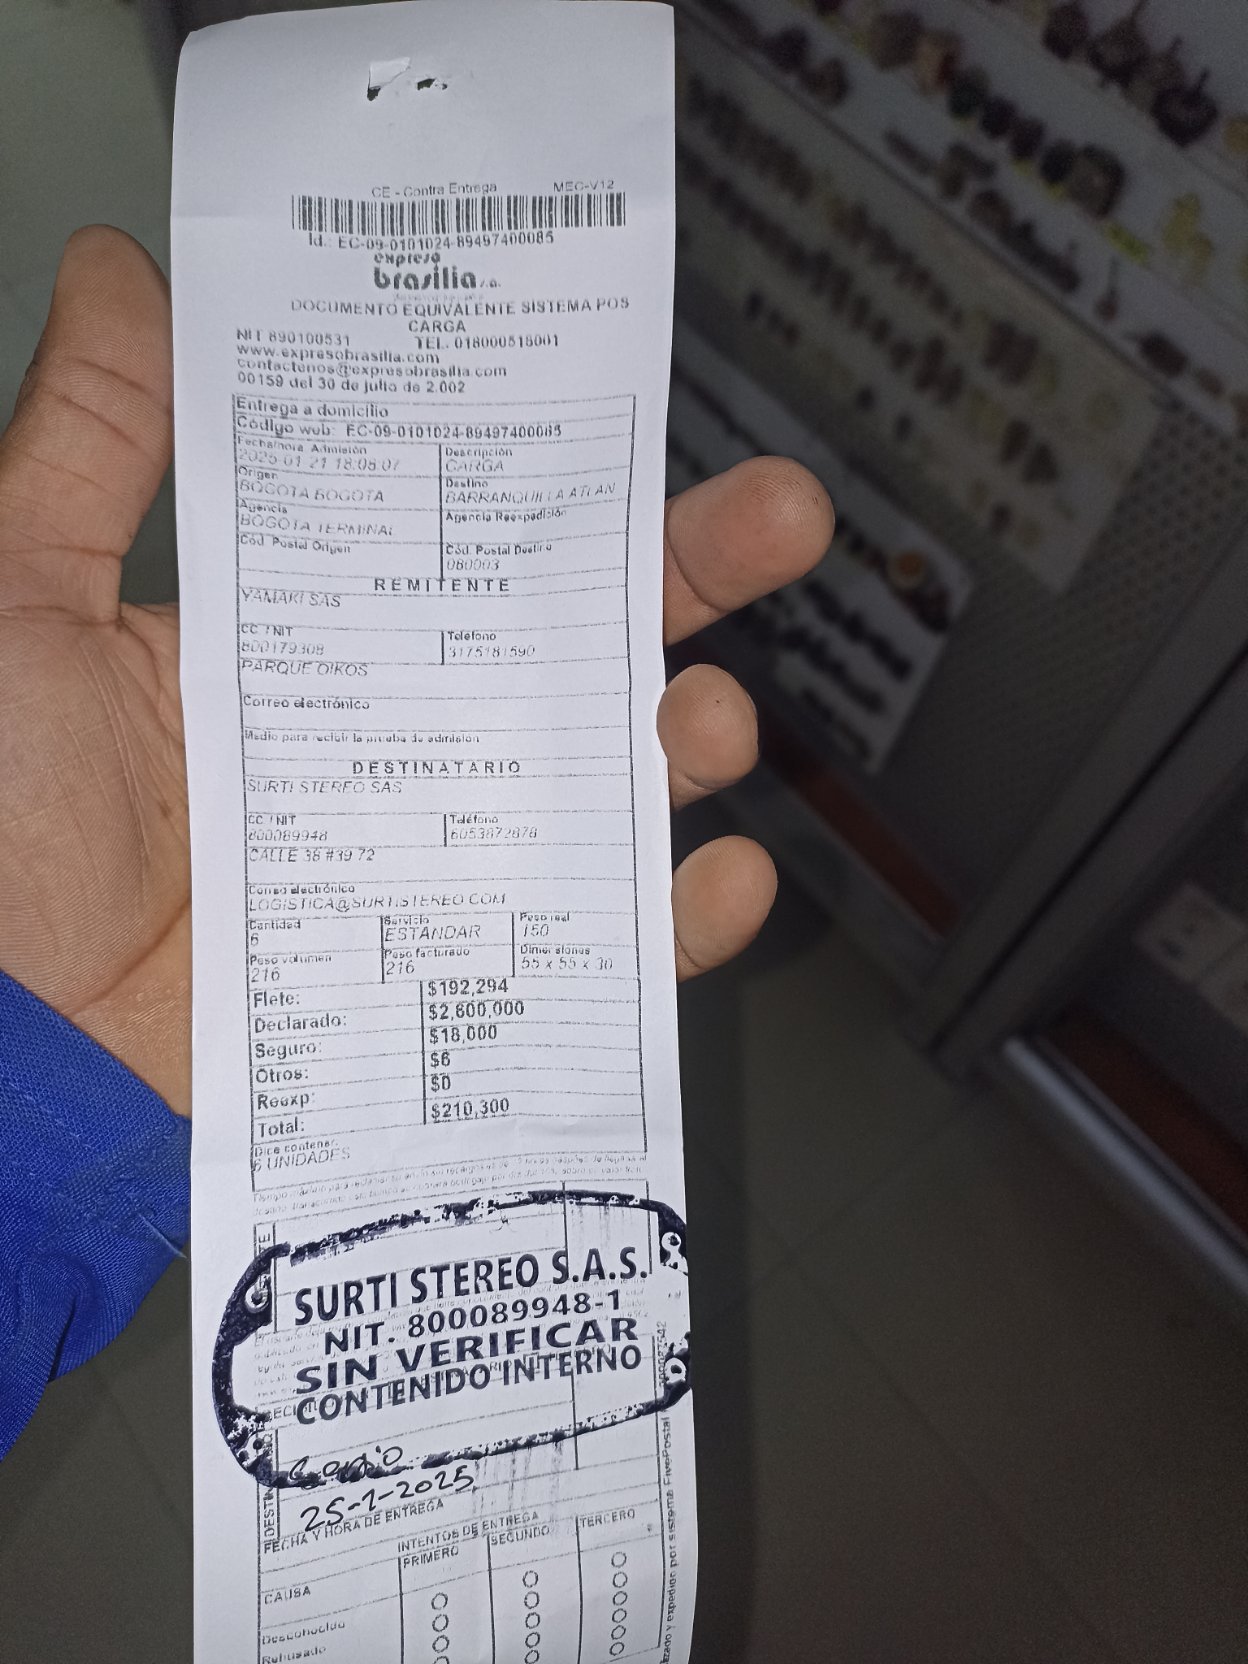 CE - Contra Entrega MEC-V12
Id.: EC-09-0101024-89497400085
expreso
brasilia s.a.
DOCUMENTO EQUIVALENTE SISTEMA POS
CARGA
NIT 890100531 TEL. 018000518001
www.expresobrasilia.com
contactenos@expresobrasilia.com
00159 del 30 de julio de 2.002
Entrega a domicilio
Código web: EC-09-0101024-89497400085
Fecha/hora Admisión Descripción
2025-01-21 18:08:07 CARGA
Origen Destino
BOGOTA BOGOTA BARRANQUILLA ATLAN
Agencia Agencia Reexpedición
BOGOTA TERMINAL
Cód. Postal Origen Cód. Postal Destino
080003
REMITENTE
YAMAKI SAS
CC / NIT Teléfono
800179308 3175181590
PARQUE OIKOS
Correo electrónico
Medio para recibir la prueba de admisión
DESTINATARIO
SURTI STEREO SAS
CC / NIT Teléfono
800089948 6053872878
CALLE 38 #39 72
Correo electrónico
LOGISTICA@SURTISTEREO.COM
Cantidad Servicio Peso real
6 ESTANDAR 150
Peso volumen Peso facturado Dimensiones
216 216 55 x 55 x 30
Flete: $192,294
Declarado: $2,600,000
Seguro: $18,000
Otros: $6
Reexp: $0
Total: $210,300
Dice contener
6 UNIDADES
SURTI STEREO S.A.S.
NIT. 800089948-1
SIN VERIFICAR
CONTENIDO INTERNO
25-1-2025
FECHA Y HORA DE ENTREGA
INTENTOS DE ENTREGA
CAUSA PRIMERO SEGUNDO TERCERO
Desconocido
Rehusado